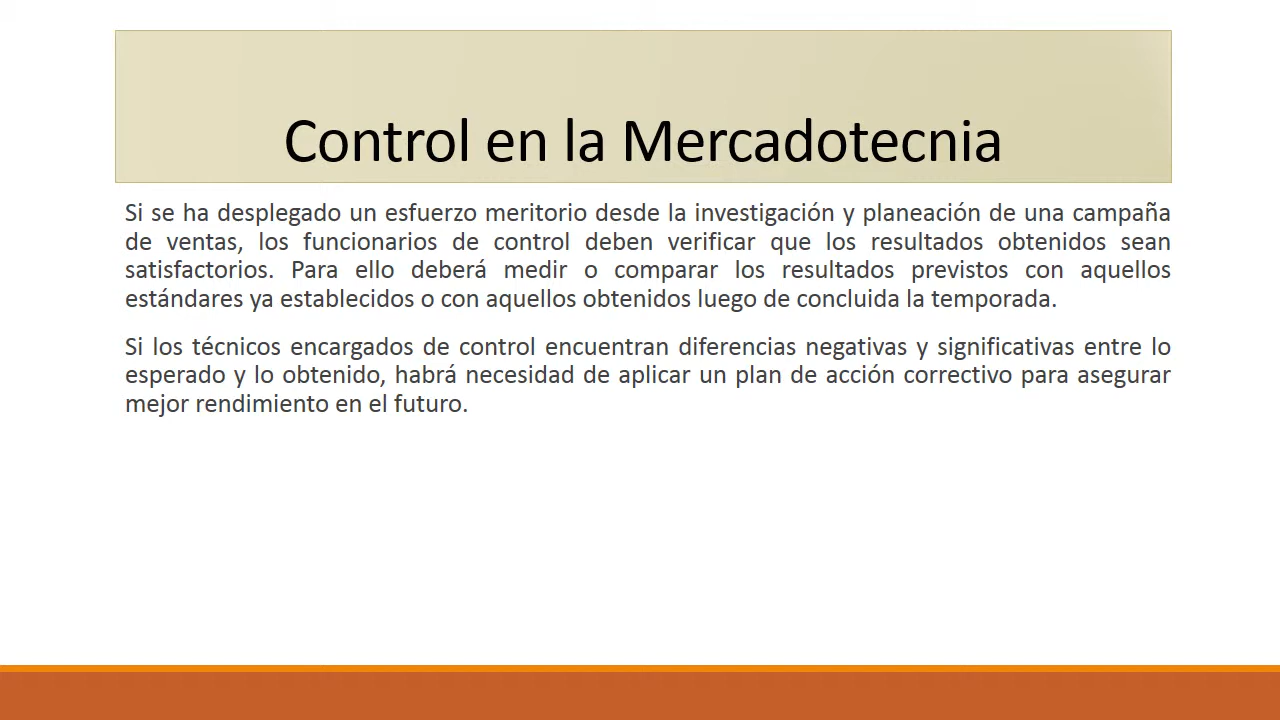 Control en la Mercadotecnia
Si se ha desplegado un esfuerzo meritorio desde la investigación y planeación de una campaña
de ventas, los funcionarios de control deben verificar que los resultados obtenidos sean
satisfactorios. Para ello deberá medir o comparar los resultados previstos con aquellos
estándares ya establecidos o con aquellos obtenidos luego de concluida la temporada.
Si los técnicos encargados de control encuentran diferencias negativas y significativas entre lo
esperado y lo obtenido, habrá necesidad de aplicar un plan de acción correctivo para asegurar
mejor rendimiento en el futuro.